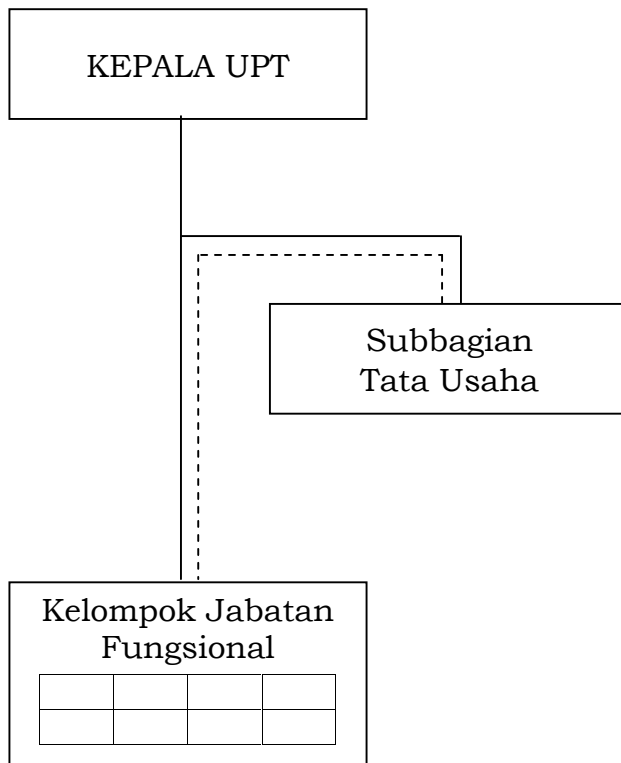 KEPALA UPT
Subbagian
Tata Usaha
Kelompok Jabatan
Fungsional